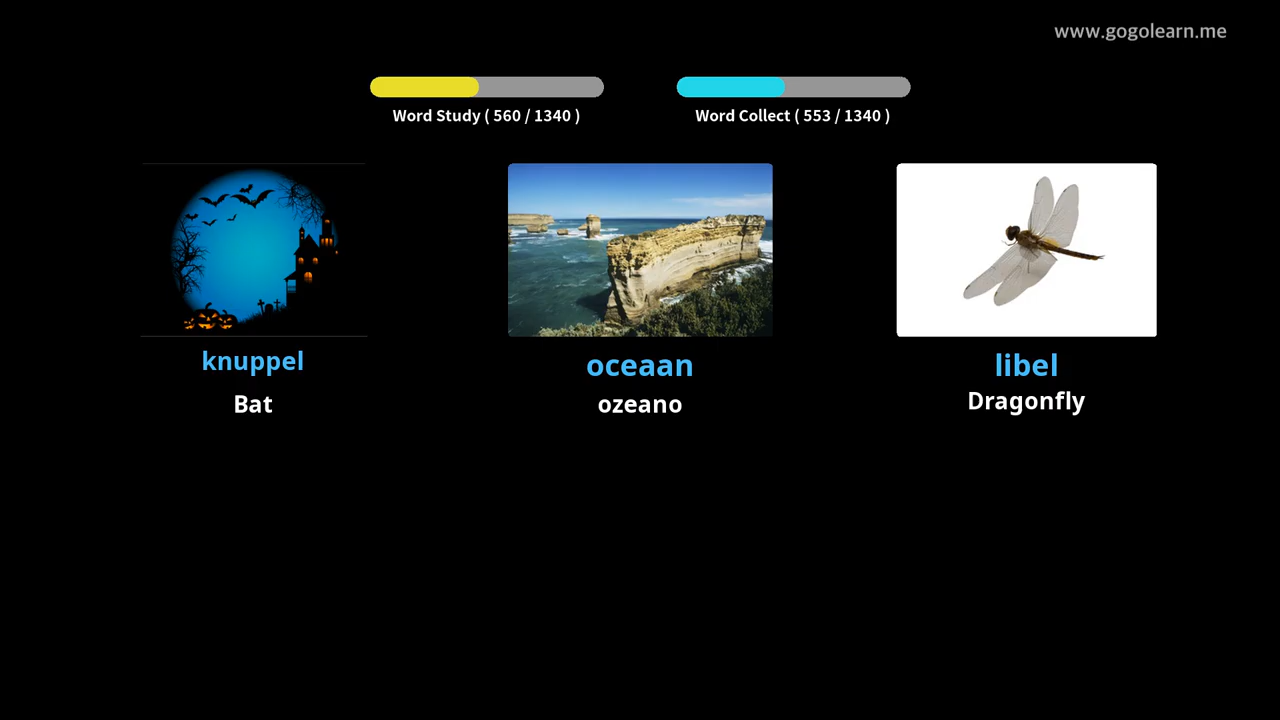 www.gogolearn.me
Word Study ( 560 / 1340 )
Word Collect ( 553 / 1340 )
knuppel
Bat
oceaan
ozeano
libel
Dragonfly